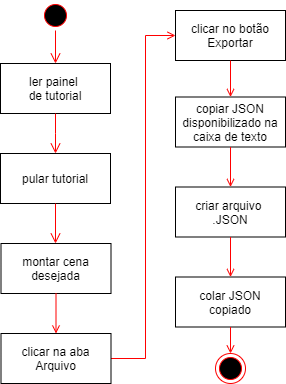 ler painel
de tutorial
pular tutorial
montar cena
desejada
clicar na aba
Arquivo
clicar no botão
Exportar
copiar JSON
disponibilizado na
caixa de texto
criar arquivo
.JSON
colar JSON
copiado